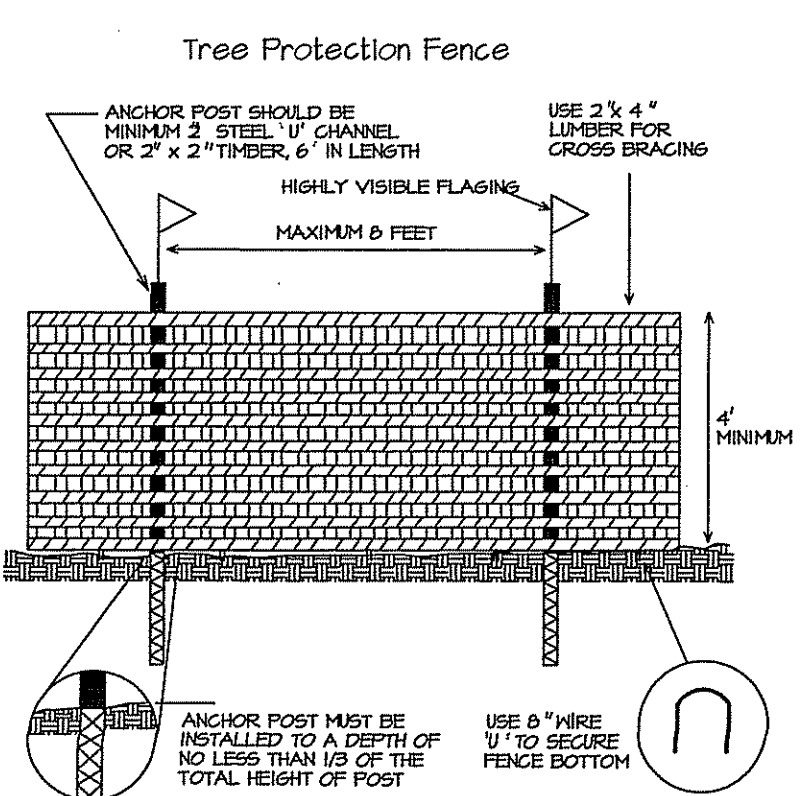 Tree Protection Fence
ANCHOR POST SHOULD BE
MINIMUM 2" STEEL 'U' CHANNEL
OR 2" x 2" TIMBER, 6' IN LENGTH
USE 2"x 4"
LUMBER FOR
CROSS BRACING
HIGHLY VISIBLE FLAGING
MAXIMUM 8 FEET
4'
MINIMUM
ANCHOR POST MUST BE
INSTALLED TO A DEPTH OF
NO LESS THAN 1/3 OF THE
TOTAL HEIGHT OF POST
USE 8" WIRE
'U' TO SECURE
FENCE BOTTOM